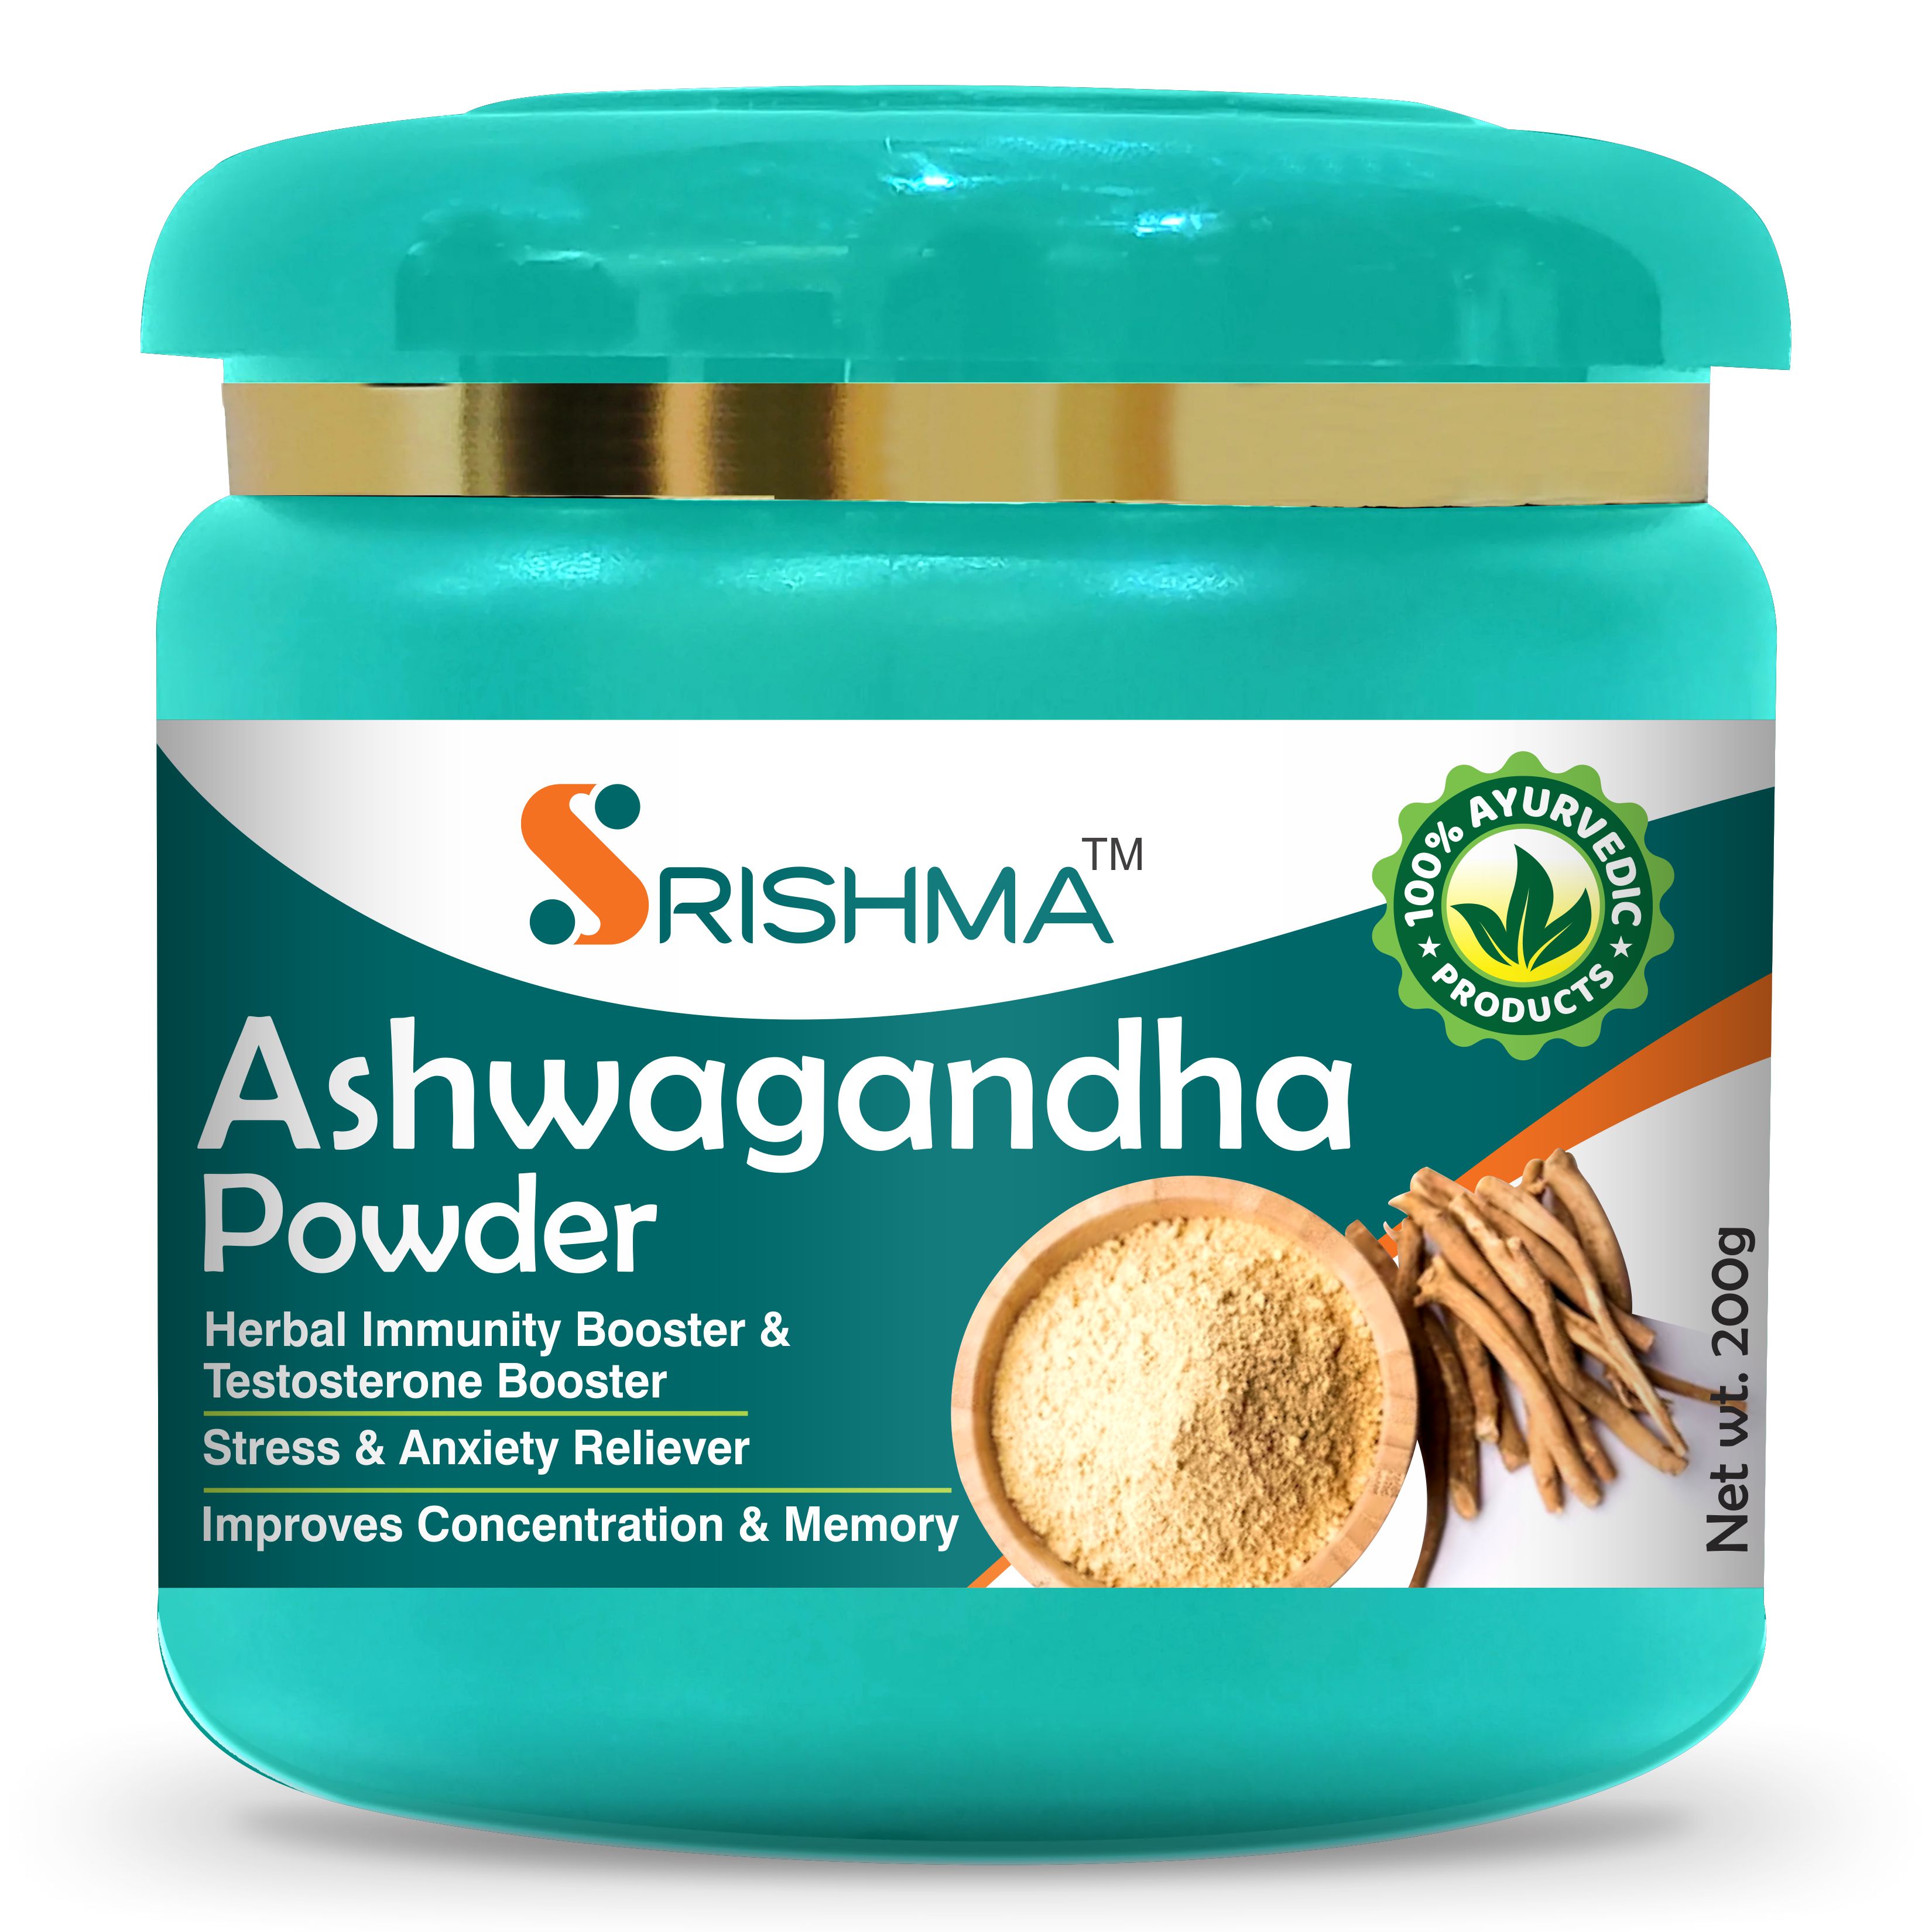 SRISHMA™
100% AYURVEDIC
PRODUCTS
Ashwagandha
Powder
Herbal Immunity Booster &
Testosterone Booster
Stress & Anxiety Reliever
Improves Concentration & Memory
Net wt. 200g